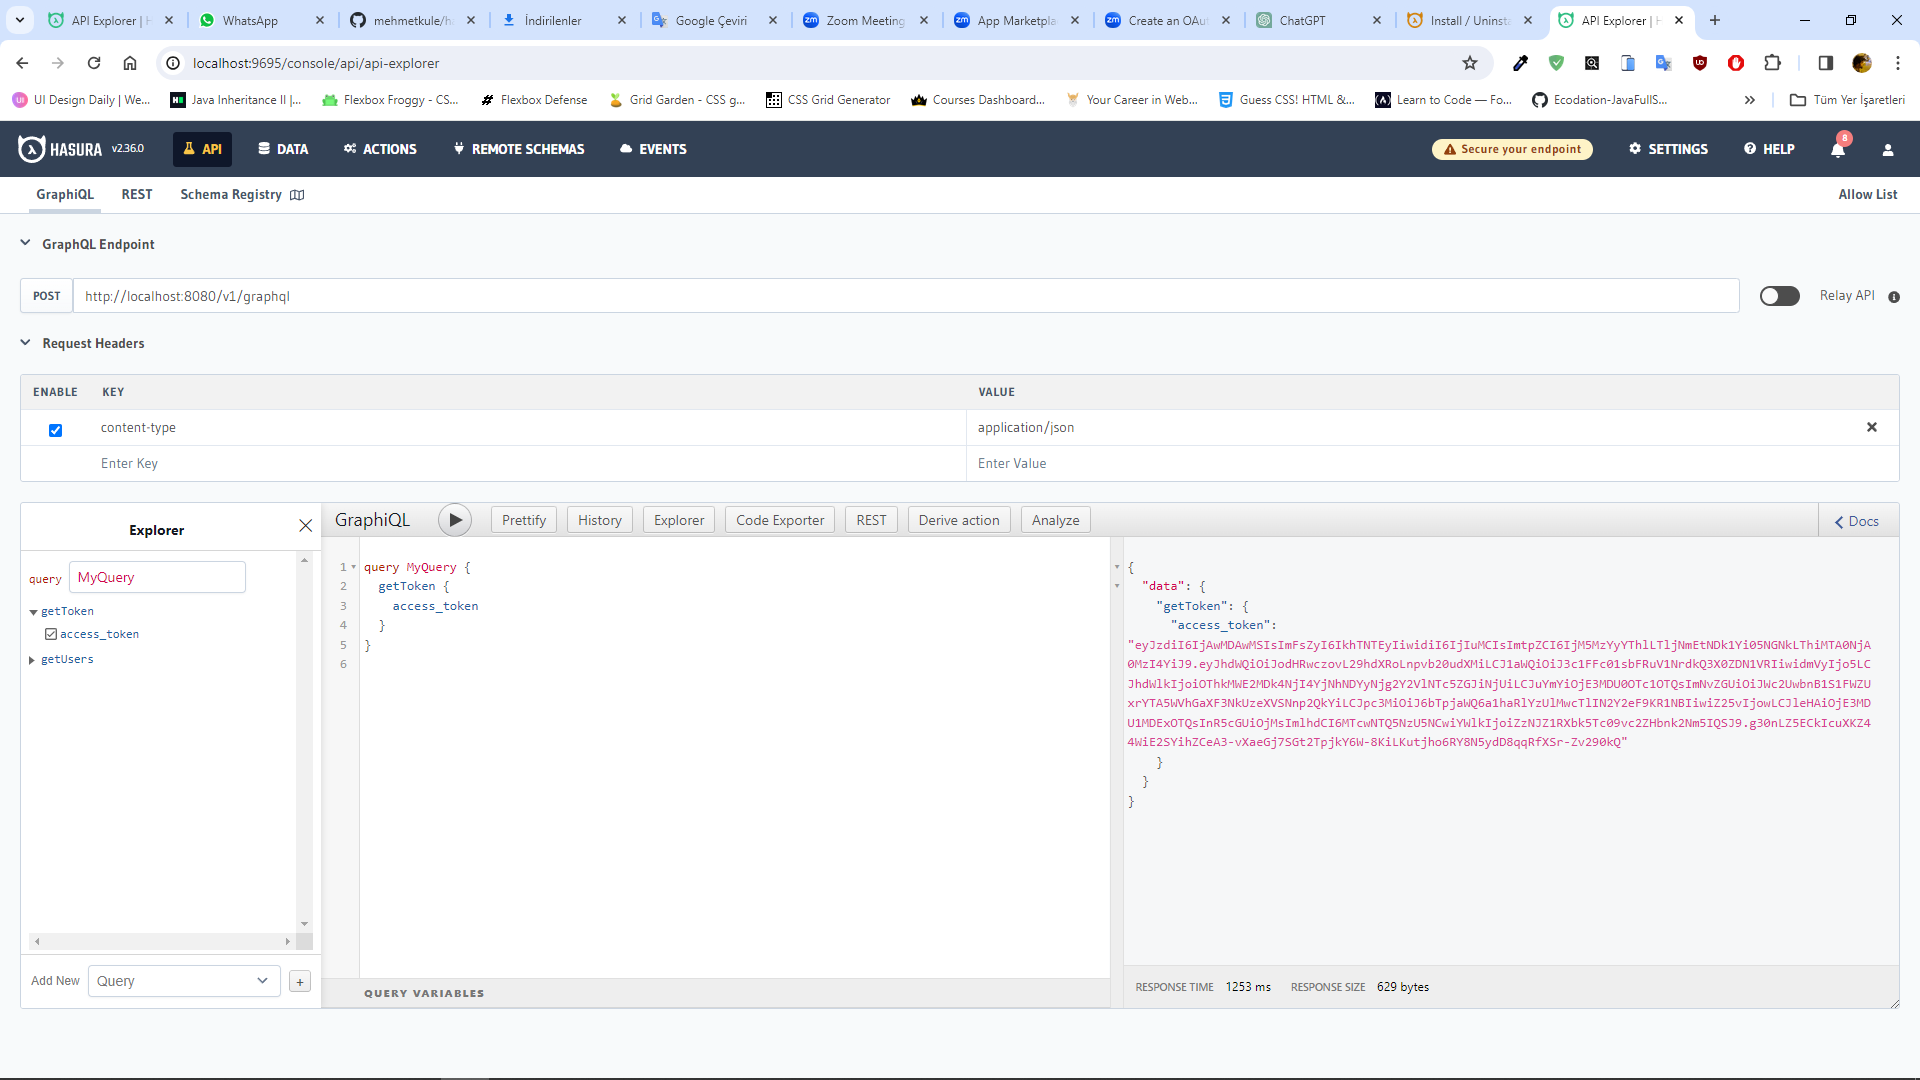 API Explorer | H
WhatsApp
mehmetkule/ha
İndirilenler
Google Çeviri
Zoom Meeting
App Marketpla
Create an OAu
ChatGPT
Install / Uninsta
API Explorer | H
localhost:9695/console/api/api-explorer
UI Design Daily | We...
Java Inheritance II |...
Flexbox Froggy - CS...
Flexbox Defense
Grid Garden - CSS g...
CSS Grid Generator
Courses Dashboard...
Your Career in Web...
Guess CSS! HTML &...
Learn to Code — Fo...
Ecodation-JavaFullS...
Tüm Yer İşaretleri
HASURA v2.36.0 API DATA ACTIONS REMOTE SCHEMAS EVENTS Secure your endpoint SETTINGS HELP 8
GraphiQL REST Schema Registry Allow List
GraphQL Endpoint
POST http://localhost:8080/v1/graphql Relay API
Request Headers
ENABLE KEY VALUE
content-type application/json
Enter Key Enter Value
Explorer
query MyQuery
getToken
access_token
getUsers
Add New Query +
GraphiQL Prettify History Explorer Code Exporter REST Derive action Analyze Docs
1 query MyQuery {
2 getToken {
3 access_token
4 }
5 }
6
QUERY VARIABLES
{
"data": {
"getToken": {
"access_token":
}
}
}
RESPONSE TIME 1253 ms RESPONSE SIZE 629 bytes